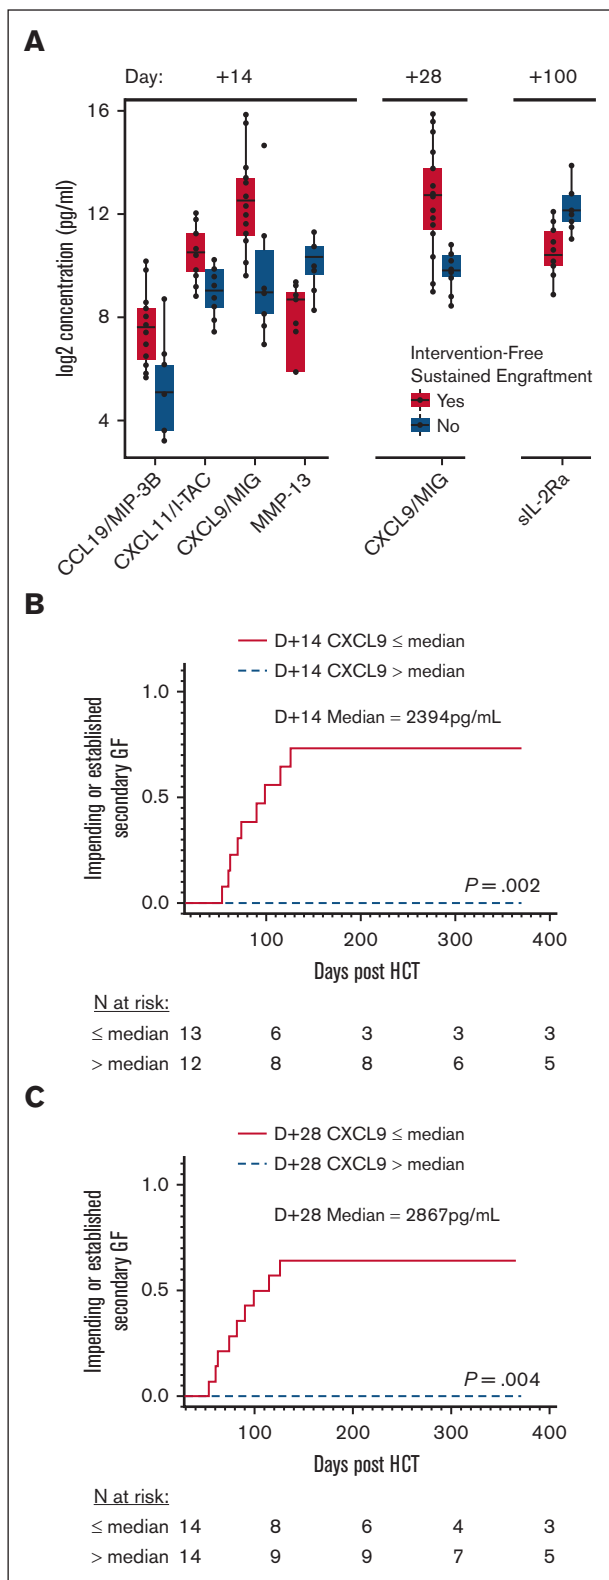 A
Day: +14 +28 +100
16
12
8
4
log2 concentration (pg/ml)
Intervention-Free
Sustained Engraftment
Yes
No
CCL19/MIP-3B
CXCL11/I-TAC
CXCL9/MIG
MMP-13
CXCL9/MIG
sIL-2Ra
B
D+14 CXCL9 ≤ median
D+14 CXCL9 > median
D+14 Median = 2394pg/mL
1.0
0.5
0.0
Impending or established
secondary GF
P = .002
100 200 300 400
Days post HCT
N at risk:
≤ median 13 6 3 3 3
> median 12 8 8 6 5
C
D+28 CXCL9 ≤ median
D+28 CXCL9 > median
D+28 Median = 2867pg/mL
1.0
0.5
0.0
Impending or established
secondary GF
P = .004
100 200 300 400
Days post HCT
N at risk:
≤ median 14 8 6 4 3
> median 14 9 9 7 5